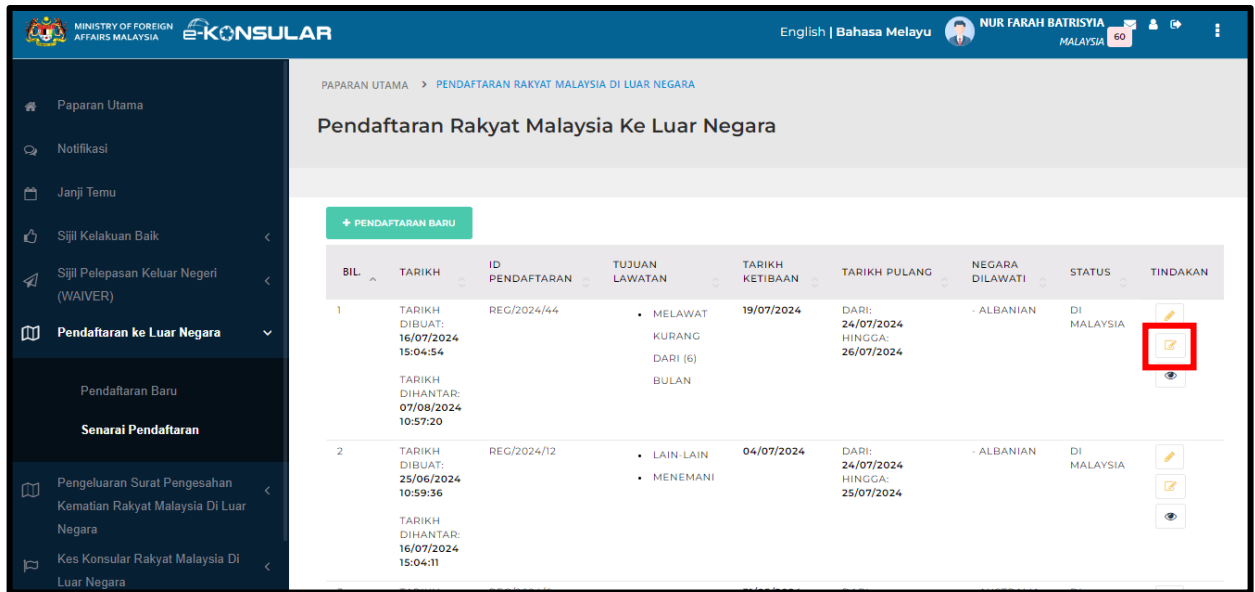 MINISTRY OF FOREIGN
AFFAIRS MALAYSIA
e-KONSULAR
English | Bahasa Melayu
NUR FARAH BATRISYIA
MALAYSIA
60
Paparan Utama
Notifikasi
Janji Temu
Sijil Kelakuan Baik
Sijil Pelepasan Keluar Negeri
(WAIVER)
Pendaftaran ke Luar Negara
Pendaftaran Baru
Senarai Pendaftaran
Pengeluaran Surat Pengesahan
Kematian Rakyat Malaysia Di Luar
Negara
Kes Konsular Rakyat Malaysia Di
Luar Negara
PAPARAN UTAMA > PENDAFTARAN RAKYAT MALAYSIA DI LUAR NEGARA
Pendaftaran Rakyat Malaysia Ke Luar Negara
+ PENDAFTARAN BARU
BIL.
TARIKH
ID
PENDAFTARAN
TUJUAN
LAWATAN
TARIKH
KETIBAAN
TARIKH PULANG
NEGARA
DILAWATI
STATUS
TINDAKAN
1
TARIKH
DIBUAT:
16/07/2024
15:04:54
TARIKH
DIHANTAR:
07/08/2024
10:57:20
REG/2024/44
• MELAWAT
KURANG
DARI (6)
BULAN
19/07/2024
DARI:
24/07/2024
HINGGA:
26/07/2024
- ALBANIAN
DI
MALAYSIA
2
TARIKH
DIBUAT:
25/06/2024
10:59:36
TARIKH
DIHANTAR:
16/07/2024
15:04:11
REG/2024/12
• LAIN-LAIN
• MENEMANI
04/07/2024
DARI:
24/07/2024
HINGGA:
25/07/2024
- ALBANIAN
DI
MALAYSIA